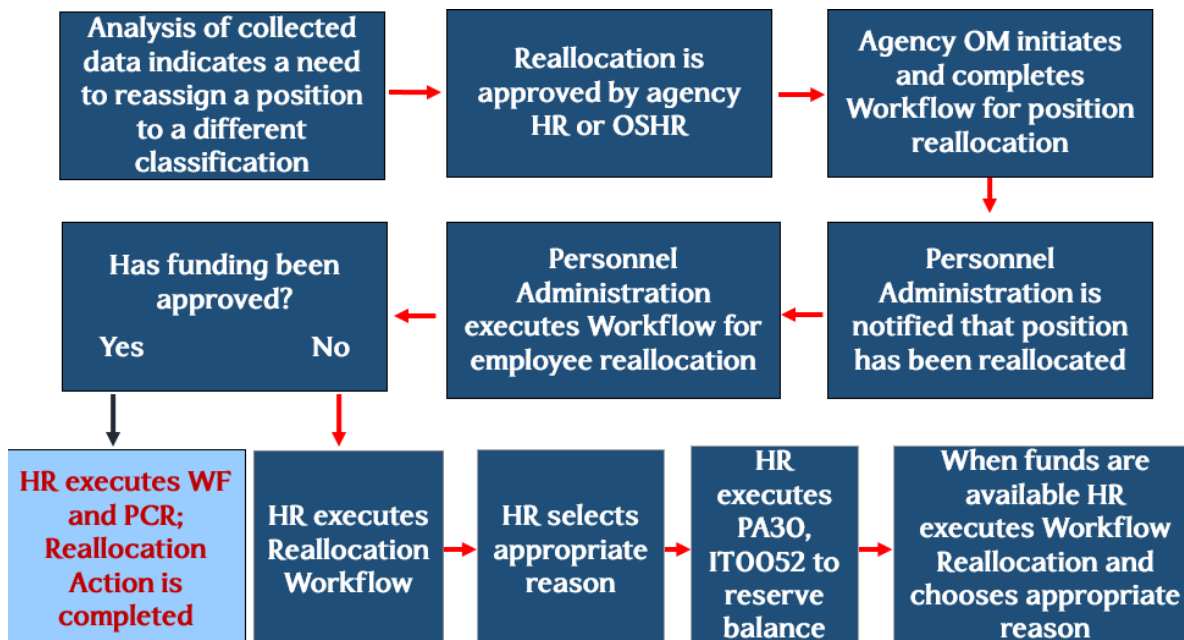 Analysis of collected
data indicates a need
to reassign a position
to a different
classification
Reallocation is
approved by agency
HR or OSHR
Agency OM initiates
and completes
Workflow for position
reallocation
Personnel
Administration is
notified that position
has been reallocated
Personnel
Administration
executes Workflow for
employee reallocation
Has funding been
approved?
Yes No
HR executes WF
and PCR;
Reallocation
Action is
completed
HR executes
Reallocation
Workflow
HR selects
appropriate
reason
HR
executes
PA30,
IT0052 to
reserve
balance
When funds are
available HR
executes Workflow
Reallocation and
chooses appropriate
reason